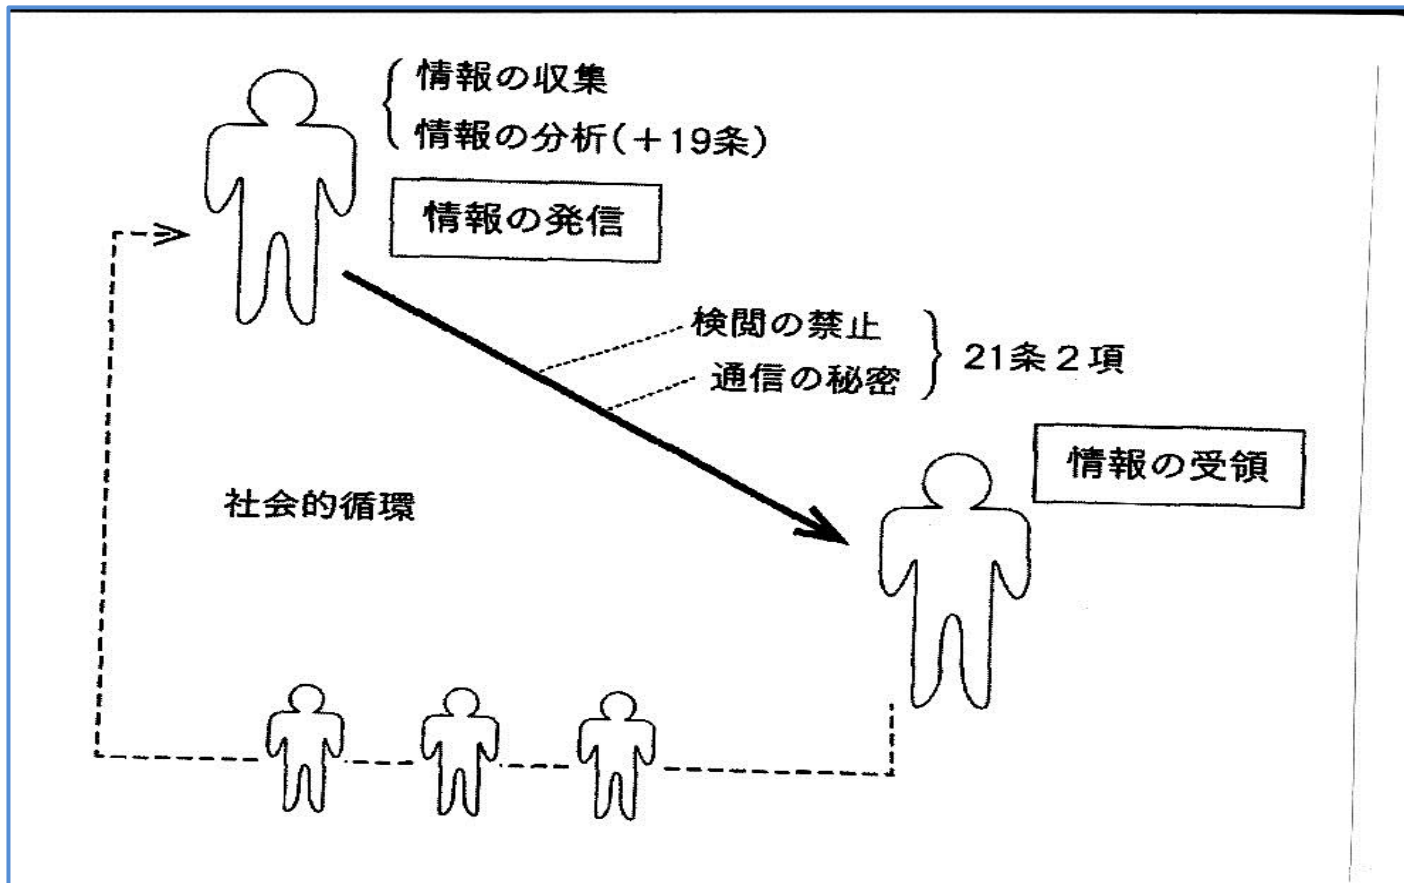 情報の収集
情報の分析(+19条)
情報の発信
検閲の禁止
通信の秘密
21条2項
情報の受領
社会的循環